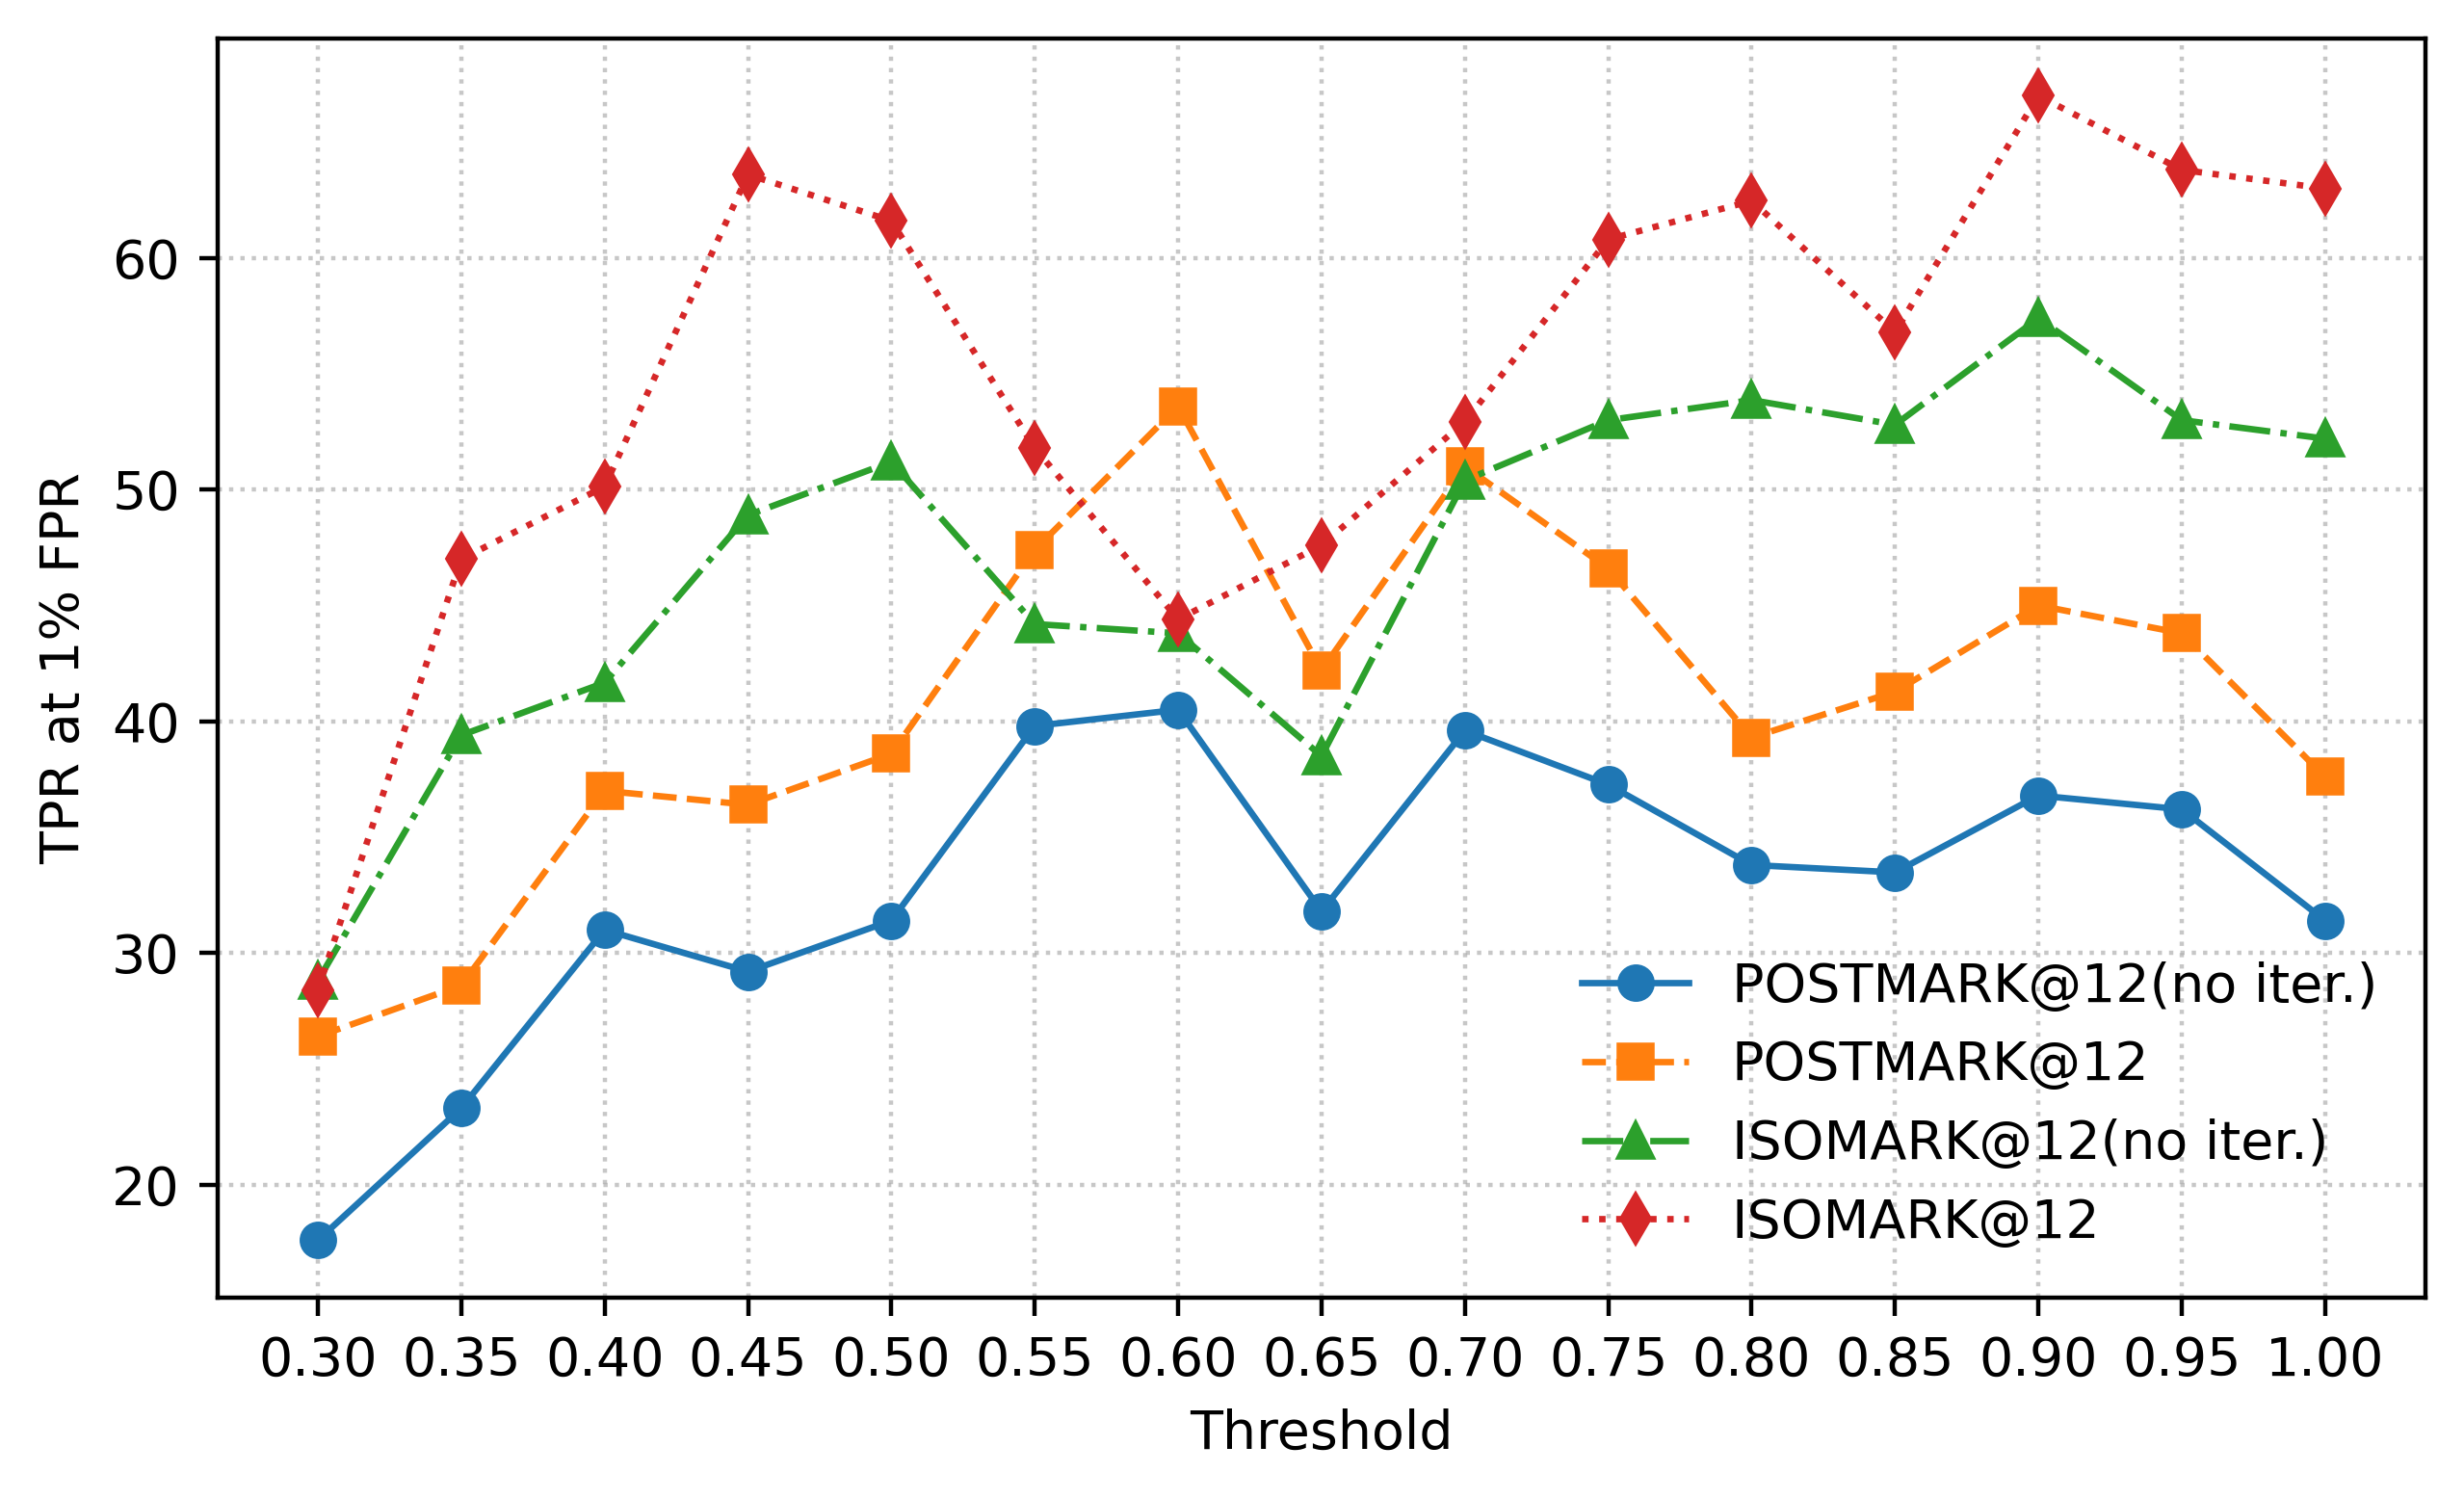 TPR at 1% FPR
60
50
40
30
20
POSTMARK@12(no iter.)
POSTMARK@12
ISOMARK@12(no iter.)
ISOMARK@12
0.30 0.35 0.40 0.45 0.50 0.55 0.60 0.65 0.70 0.75 0.80 0.85 0.90 0.95 1.00
Threshold